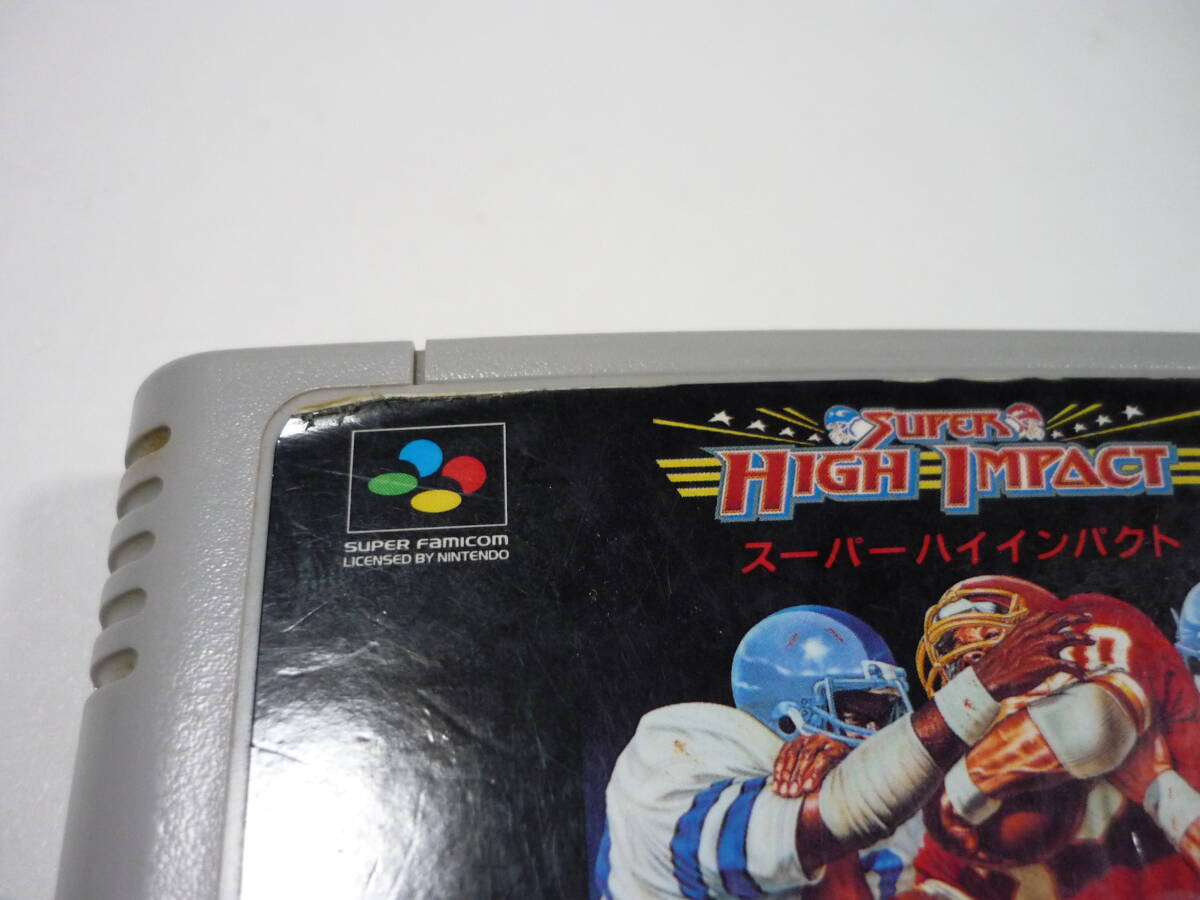 SUPER FAMICOM
LICENSED BY NINTENDO
SUPER
HIGH IMPACT
スーパーハイインパクト